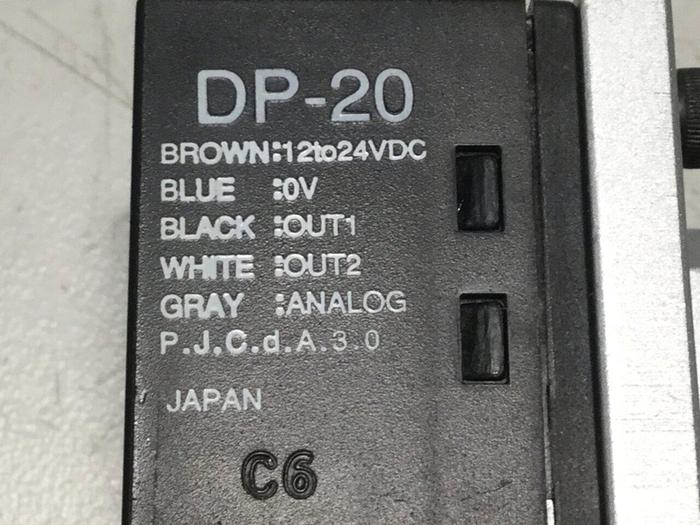 DP-20
BROWN:12to24VDC
BLUE :0V
BLACK :OUT1
WHITE :OUT2
GRAY :ANALOG
P.J.C.d.A.3.0
JAPAN
C6